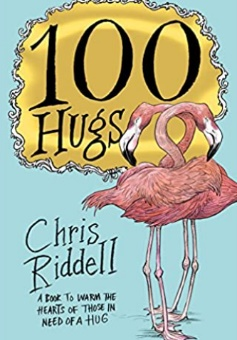 100
Hugs
Chris
Riddell
A BOOK TO WARM THE
HEARTS OF THOSE IN
NEED OF A HUG